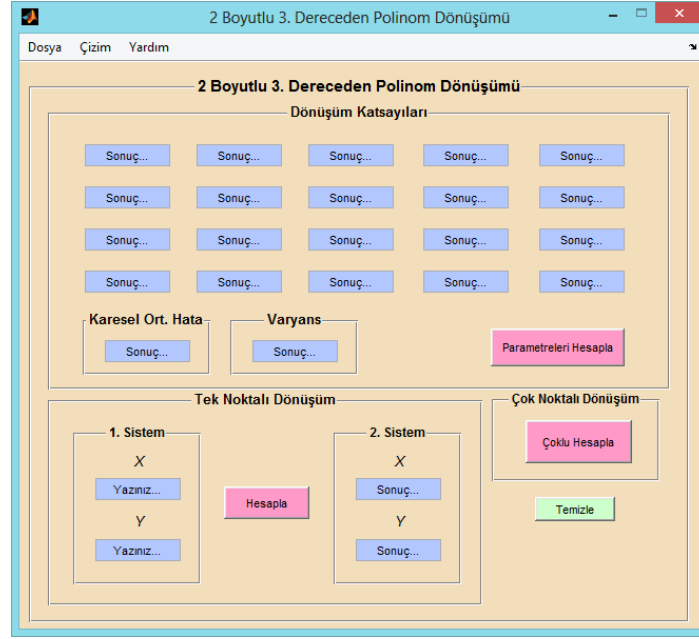 2 Boyutlu 3. Dereceden Polinom Dönüşümü
Dosya Çizim Yardım
2 Boyutlu 3. Dereceden Polinom Dönüşümü
Dönüşüm Katsayıları
Sonuç... Sonuç... Sonuç... Sonuç... Sonuç...
Sonuç... Sonuç... Sonuç... Sonuç... Sonuç...
Sonuç... Sonuç... Sonuç... Sonuç... Sonuç...
Sonuç... Sonuç... Sonuç... Sonuç... Sonuç...
Karesel Ort. Hata Varyans
Sonuç... Sonuç... Parametreleri Hesapla
Tek Noktalı Dönüşüm Çok Noktalı Dönüşüm
1. Sistem 2. Sistem Çoklu Hesapla
X X
Yazınız... Sonuç...
Hesapla Temizle
Y Y
Yazınız... Sonuç...